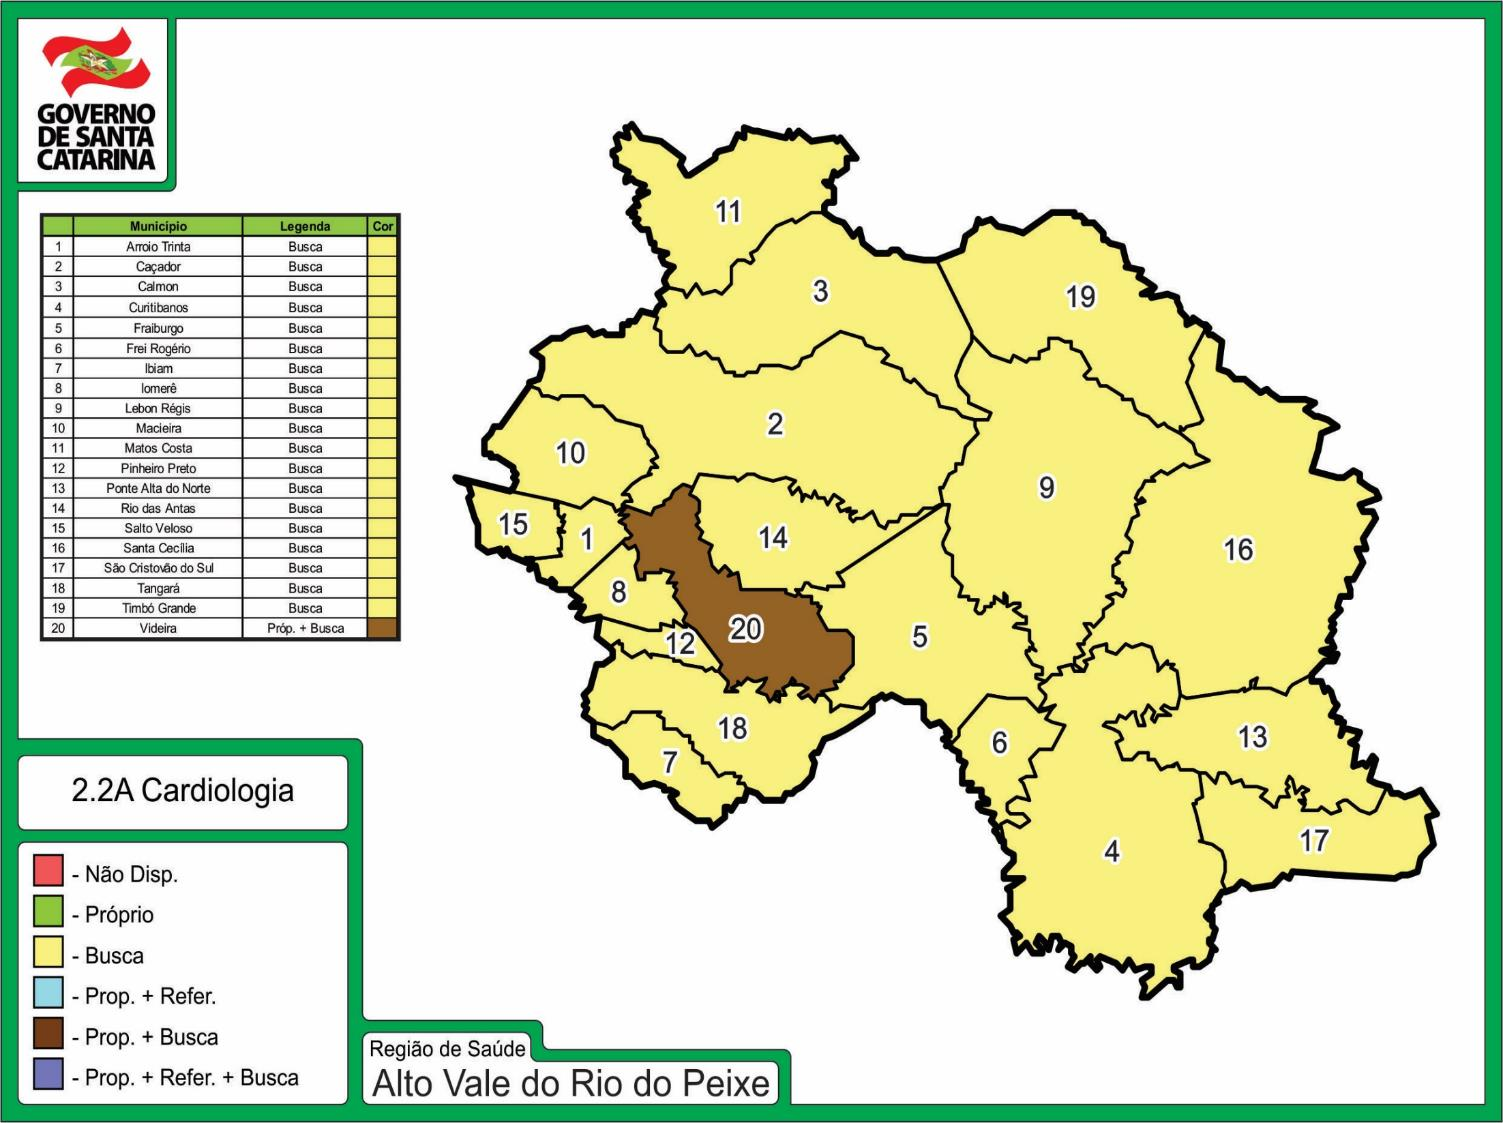 GOVERNO
DE SANTA
CATARINA
Município Legenda Cor
1 Arroio Trinta Busca
2 Caçador Busca
3 Calmon Busca
4 Curitibanos Busca
5 Fraiburgo Busca
6 Frei Rogério Busca
7 Ibiam Busca
8 Iomerê Busca
9 Lebon Régis Busca
10 Macieira Busca
11 Matos Costa Busca
12 Pinheiro Preto Busca
13 Ponte Alta do Norte Busca
14 Rio das Antas Busca
15 Salto Veloso Busca
16 Santa Cecília Busca
17 São Cristovão do Sul Busca
18 Tangará Busca
19 Timbó Grande Busca
20 Videira Próp. + Busca
11
3
19
2
10
9
15
1
14
16
8
20
12
5
18
6
13
7
4
17
2.2A Cardiologia
- Não Disp.
- Próprio
- Busca
- Prop. + Refer.
- Prop. + Busca
- Prop. + Refer. + Busca
Região de Saúde
Alto Vale do Rio do Peixe